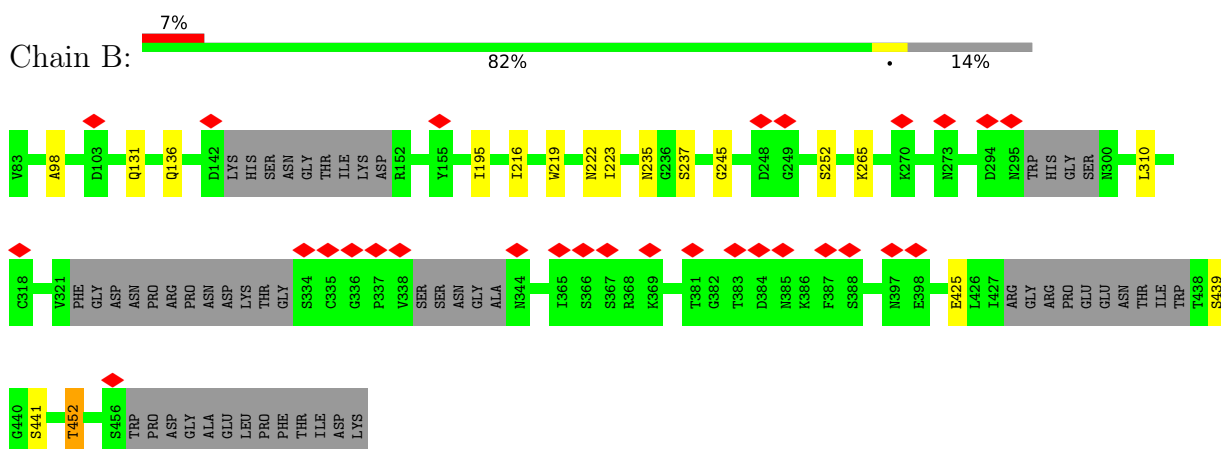 7%
Chain B:
82% • 14%
V83 A98 D103 Q131 Q136 D142 LYS HIS SER ASN GLY THR ILE LYS ASP R152 Y155 I195 I216 W219 N222 I223 N235 G236 S237 G245 D248 G249 S252 K265 K270 N273 D294 N295 TRP HIS GLY SER N300 L310
C318 V321 PHE GLY ASP ASN PRO ARG PRO ASN ASP LYS THR GLY S334 C335 G336 P337 V338 SER SER ASN GLY ALA N344 I365 S366 S367 R368 K369 T381 G382 T383 D384 N385 K386 F387 S388 N397 E398 E425 L426 I427 ARG GLY ARG PRO GLU GLU ASN THR ILE TRP T438 S439
G440 S441 T452 S456 TRP PRO ASP GLY ALA GLU LEU PRO PHE THR ILE ASP LYS